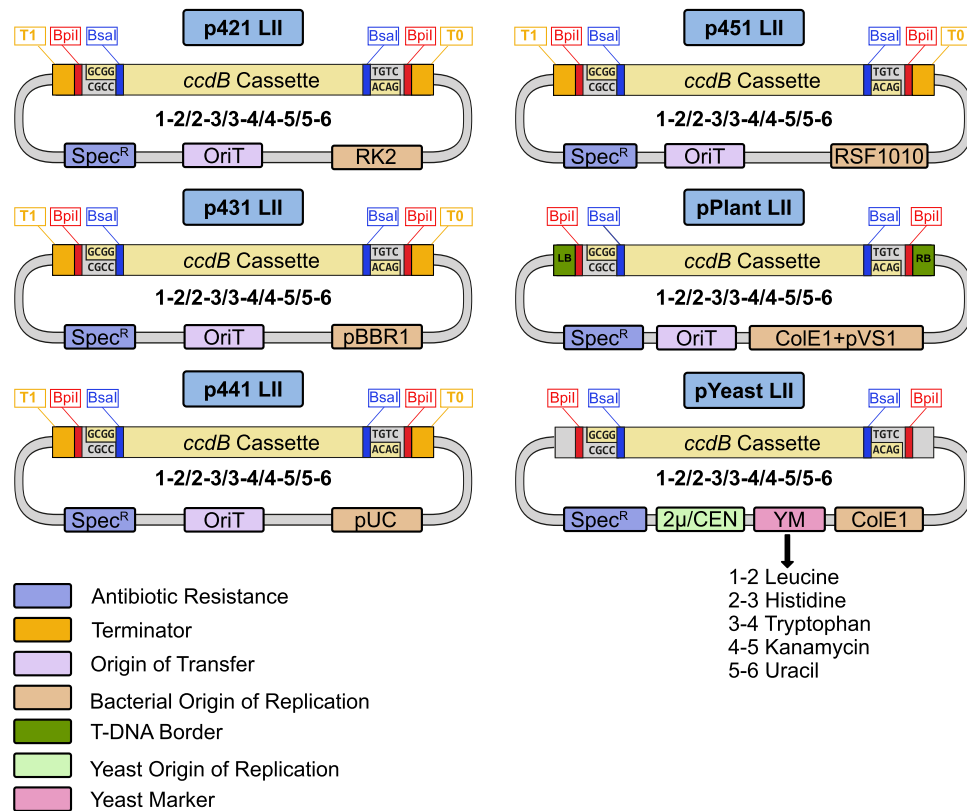 p421 LII
T1 BpiI BsaI BsaI BpiI T0
GCGG ccdB Cassette TGTC
CGCC ACAG
1-2/2-3/3-4/4-5/5-6
SpecR OriT RK2
p431 LII
T1 BpiI BsaI BsaI BpiI T0
GCGG ccdB Cassette TGTC
CGCC ACAG
1-2/2-3/3-4/4-5/5-6
SpecR OriT pBBR1
p441 LII
T1 BpiI BsaI BsaI BpiI T0
GCGG ccdB Cassette TGTC
CGCC ACAG
1-2/2-3/3-4/4-5/5-6
SpecR OriT pUC
p451 LII
T1 BpiI BsaI BsaI BpiI T0
GCGG ccdB Cassette TGTC
CGCC ACAG
1-2/2-3/3-4/4-5/5-6
SpecR OriT RSF1010
pPlant LII
BpiI BsaI BsaI BpiI
LB GCGG ccdB Cassette TGTC RB
CGCC ACAG
1-2/2-3/3-4/4-5/5-6
SpecR OriT ColE1+pVS1
pYeast LII
BpiI BsaI BsaI BpiI
GCGG ccdB Cassette TGTC
CGCC ACAG
1-2/2-3/3-4/4-5/5-6
SpecR 2µ/CEN YM ColE1
1-2 Leucine
2-3 Histidine
3-4 Tryptophan
4-5 Kanamycin
5-6 Uracil
Antibiotic Resistance
Terminator
Origin of Transfer
Bacterial Origin of Replication
T-DNA Border
Yeast Origin of Replication
Yeast Marker